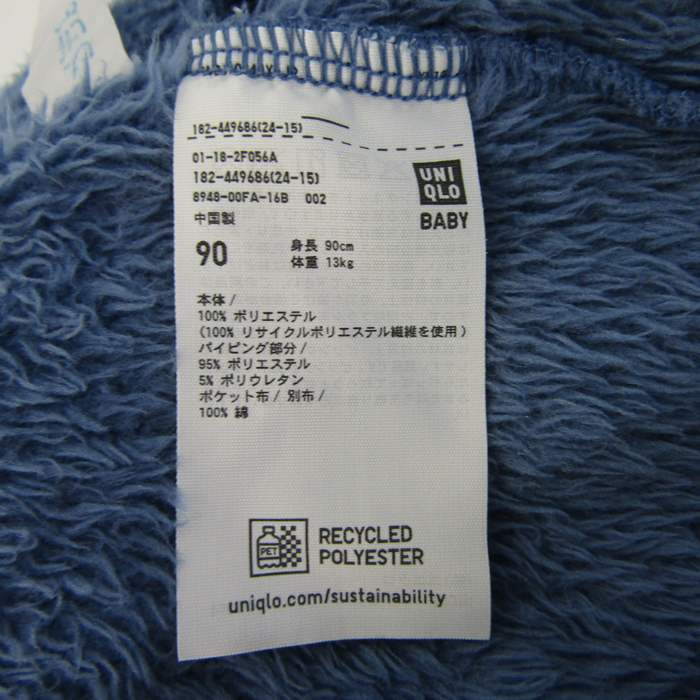 182-449686(24-15)
01-18-2F056A
182-449686(24-15)
8948-00FA-16B 002
中国製
UNI
QLO
BABY
90
身長 90cm
体重 13kg
本体/
100% ポリエステル
(100% リサイクルポリエステル繊維を使用)
パイピング部分/
95% ポリエステル
5% ポリウレタン
ポケット布/別布/
100% 綿
PET
RECYCLED
POLYESTER
uniqlo.com/sustainability